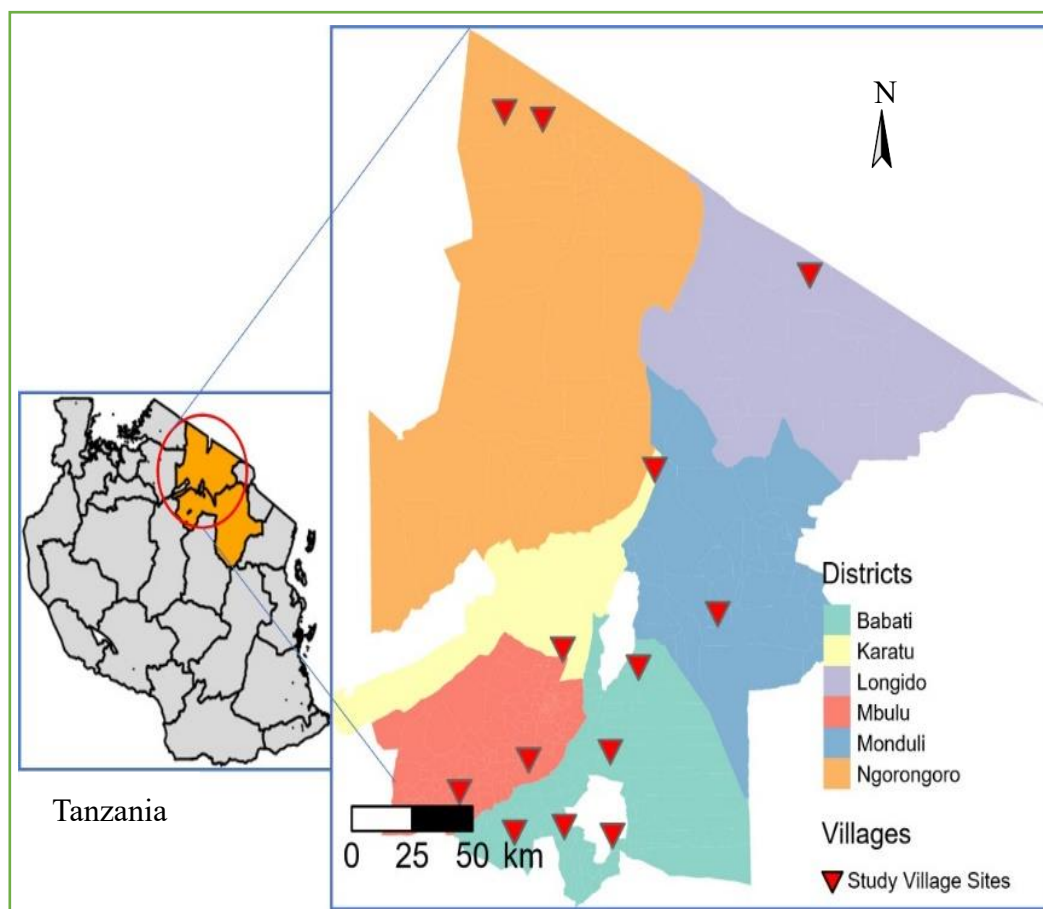 N
Districts
Babati
Karatu
Longido
Mbulu
Monduli
Ngorongoro
Villages
Study Village Sites
0 25 50 km
Tanzania